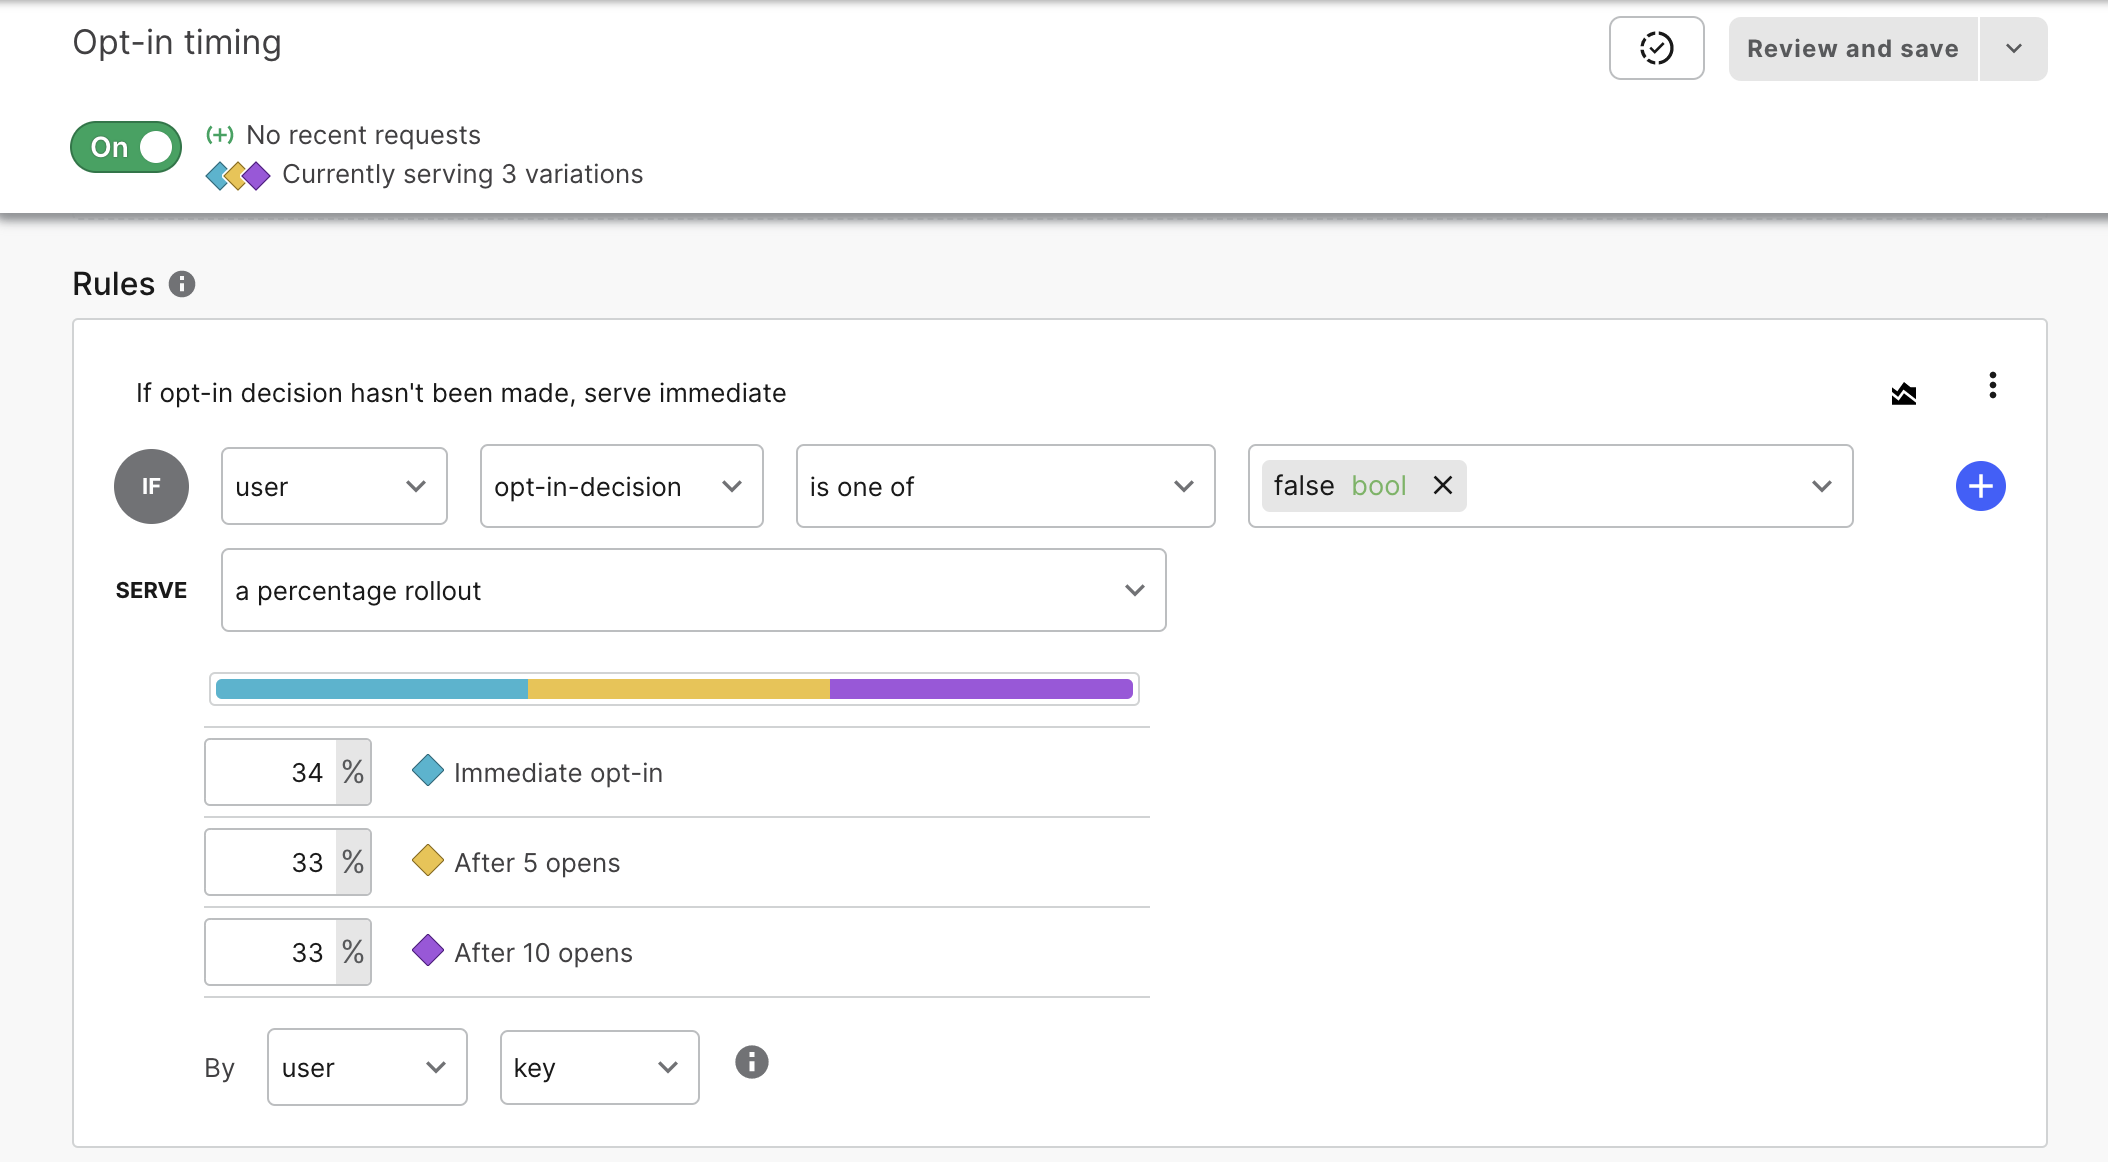 Opt-in timing
Review and save
On
(+) No recent requests
Currently serving 3 variations
Rules
If opt-in decision hasn't been made, serve immediate
IF user opt-in-decision is one of false bool
SERVE a percentage rollout
34 % Immediate opt-in
33 % After 5 opens
33 % After 10 opens
By user key